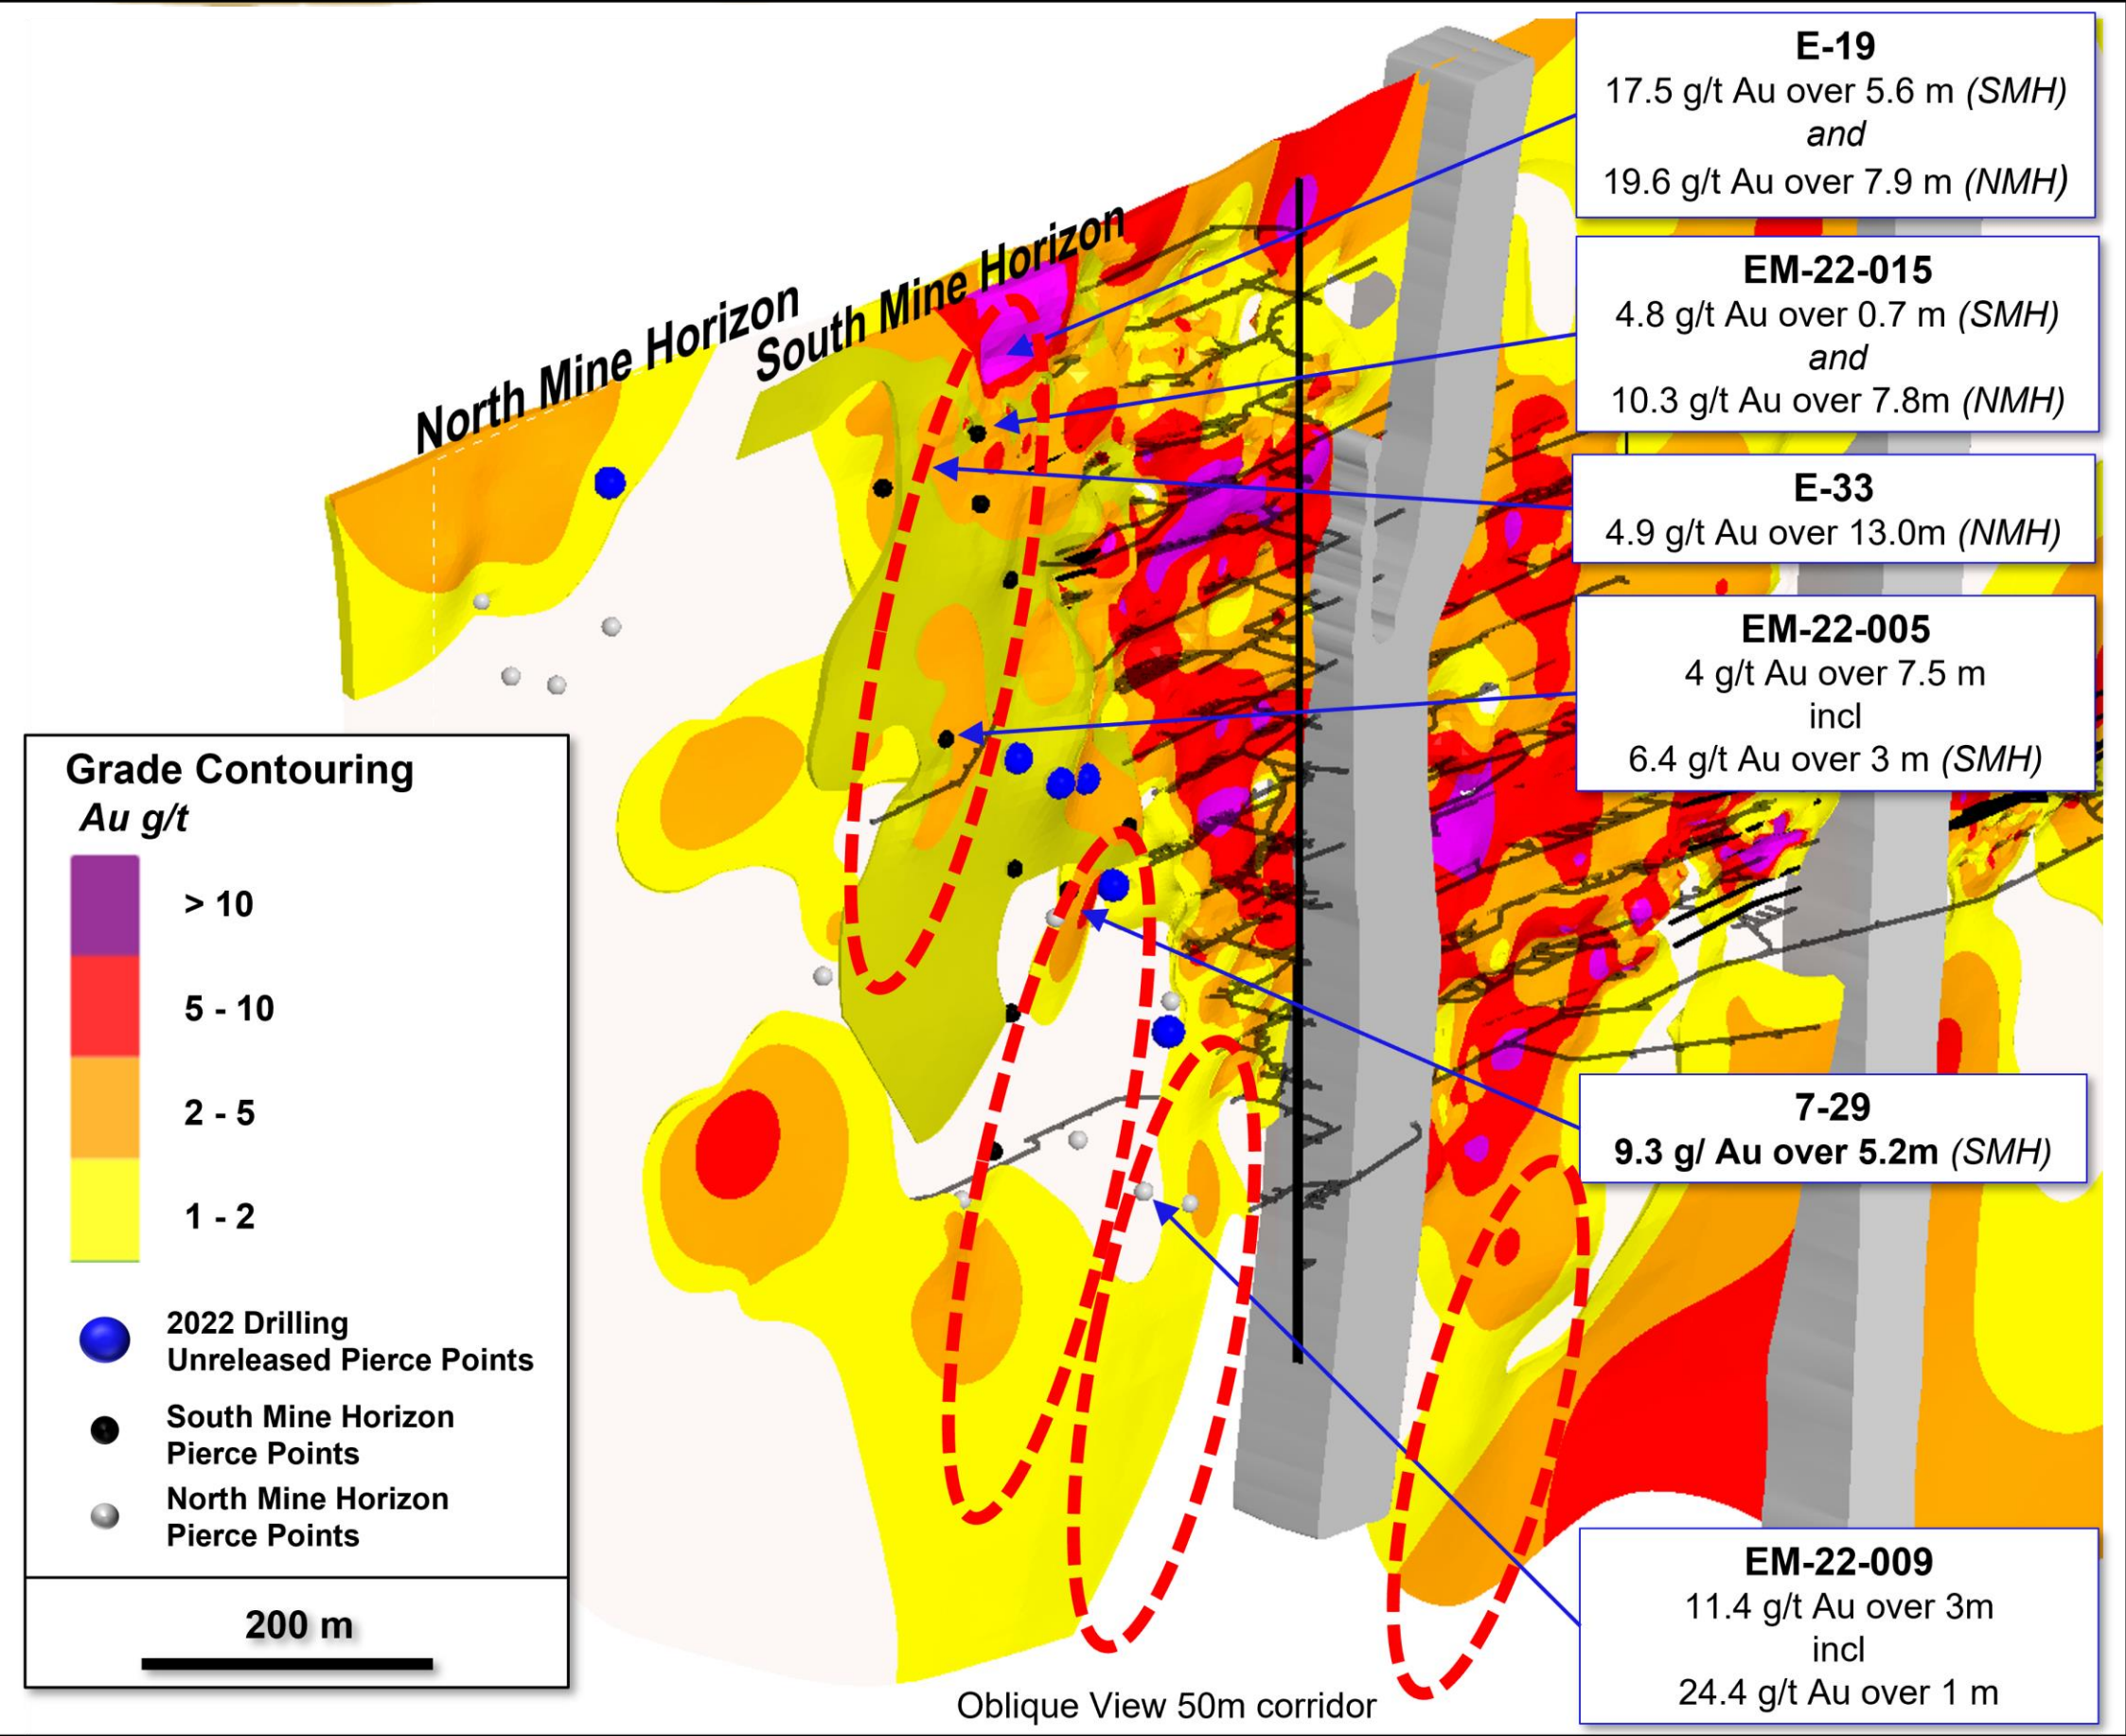 North Mine Horizon
South Mine Horizon
E-19
17.5 g/t Au over 5.6 m (SMH)
and
19.6 g/t Au over 7.9 m (NMH)
EM-22-015
4.8 g/t Au over 0.7 m (SMH)
and
10.3 g/t Au over 7.8m (NMH)
E-33
4.9 g/t Au over 13.0m (NMH)
EM-22-005
4 g/t Au over 7.5 m
incl
6.4 g/t Au over 3 m (SMH)
7-29
9.3 g/ Au over 5.2m (SMH)
EM-22-009
11.4 g/t Au over 3m
incl
24.4 g/t Au over 1 m
Grade Contouring
Au g/t
> 10
5 - 10
2 - 5
1 - 2
2022 Drilling
Unreleased Pierce Points
South Mine Horizon
Pierce Points
North Mine Horizon
Pierce Points
200 m
Oblique View 50m corridor